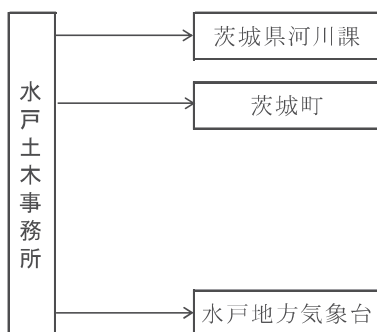 水戸土木事務所
茨城県河川課
茨城町
水戸地方気象台